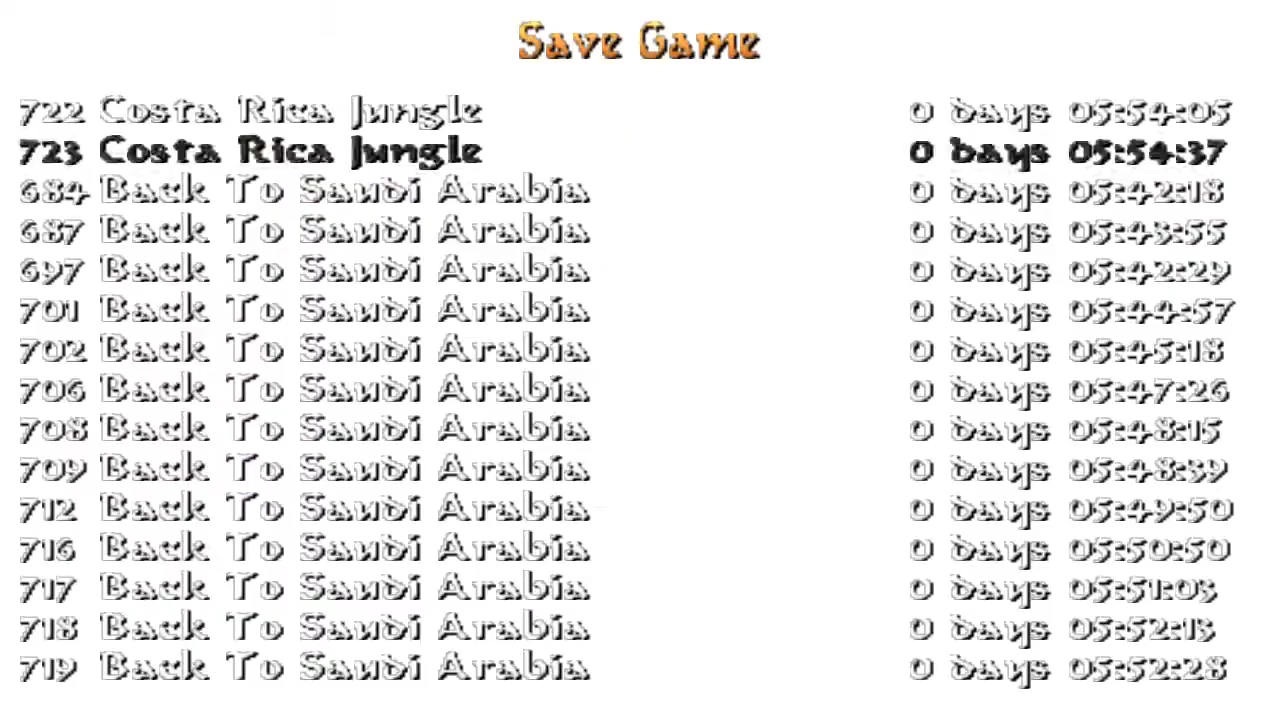 Save Game
722 Costa Rica Jungle 0 days 05:54:05
723 Costa Rica Jungle 0 days 05:54:37
684 Back To Saudi Arabia 0 days 05:42:18
687 Back To Saudi Arabia 0 days 05:43:55
697 Back To Saudi Arabia 0 days 05:42:29
701 Back To Saudi Arabia 0 days 05:44:57
702 Back To Saudi Arabia 0 days 05:45:18
706 Back To Saudi Arabia 0 days 05:47:26
708 Back To Saudi Arabia 0 days 05:48:15
709 Back To Saudi Arabia 0 days 05:48:39
712 Back To Saudi Arabia 0 days 05:49:50
716 Back To Saudi Arabia 0 days 05:50:50
717 Back To Saudi Arabia 0 days 05:51:03
718 Back To Saudi Arabia 0 days 05:52:13
719 Back To Saudi Arabia 0 days 05:52:28